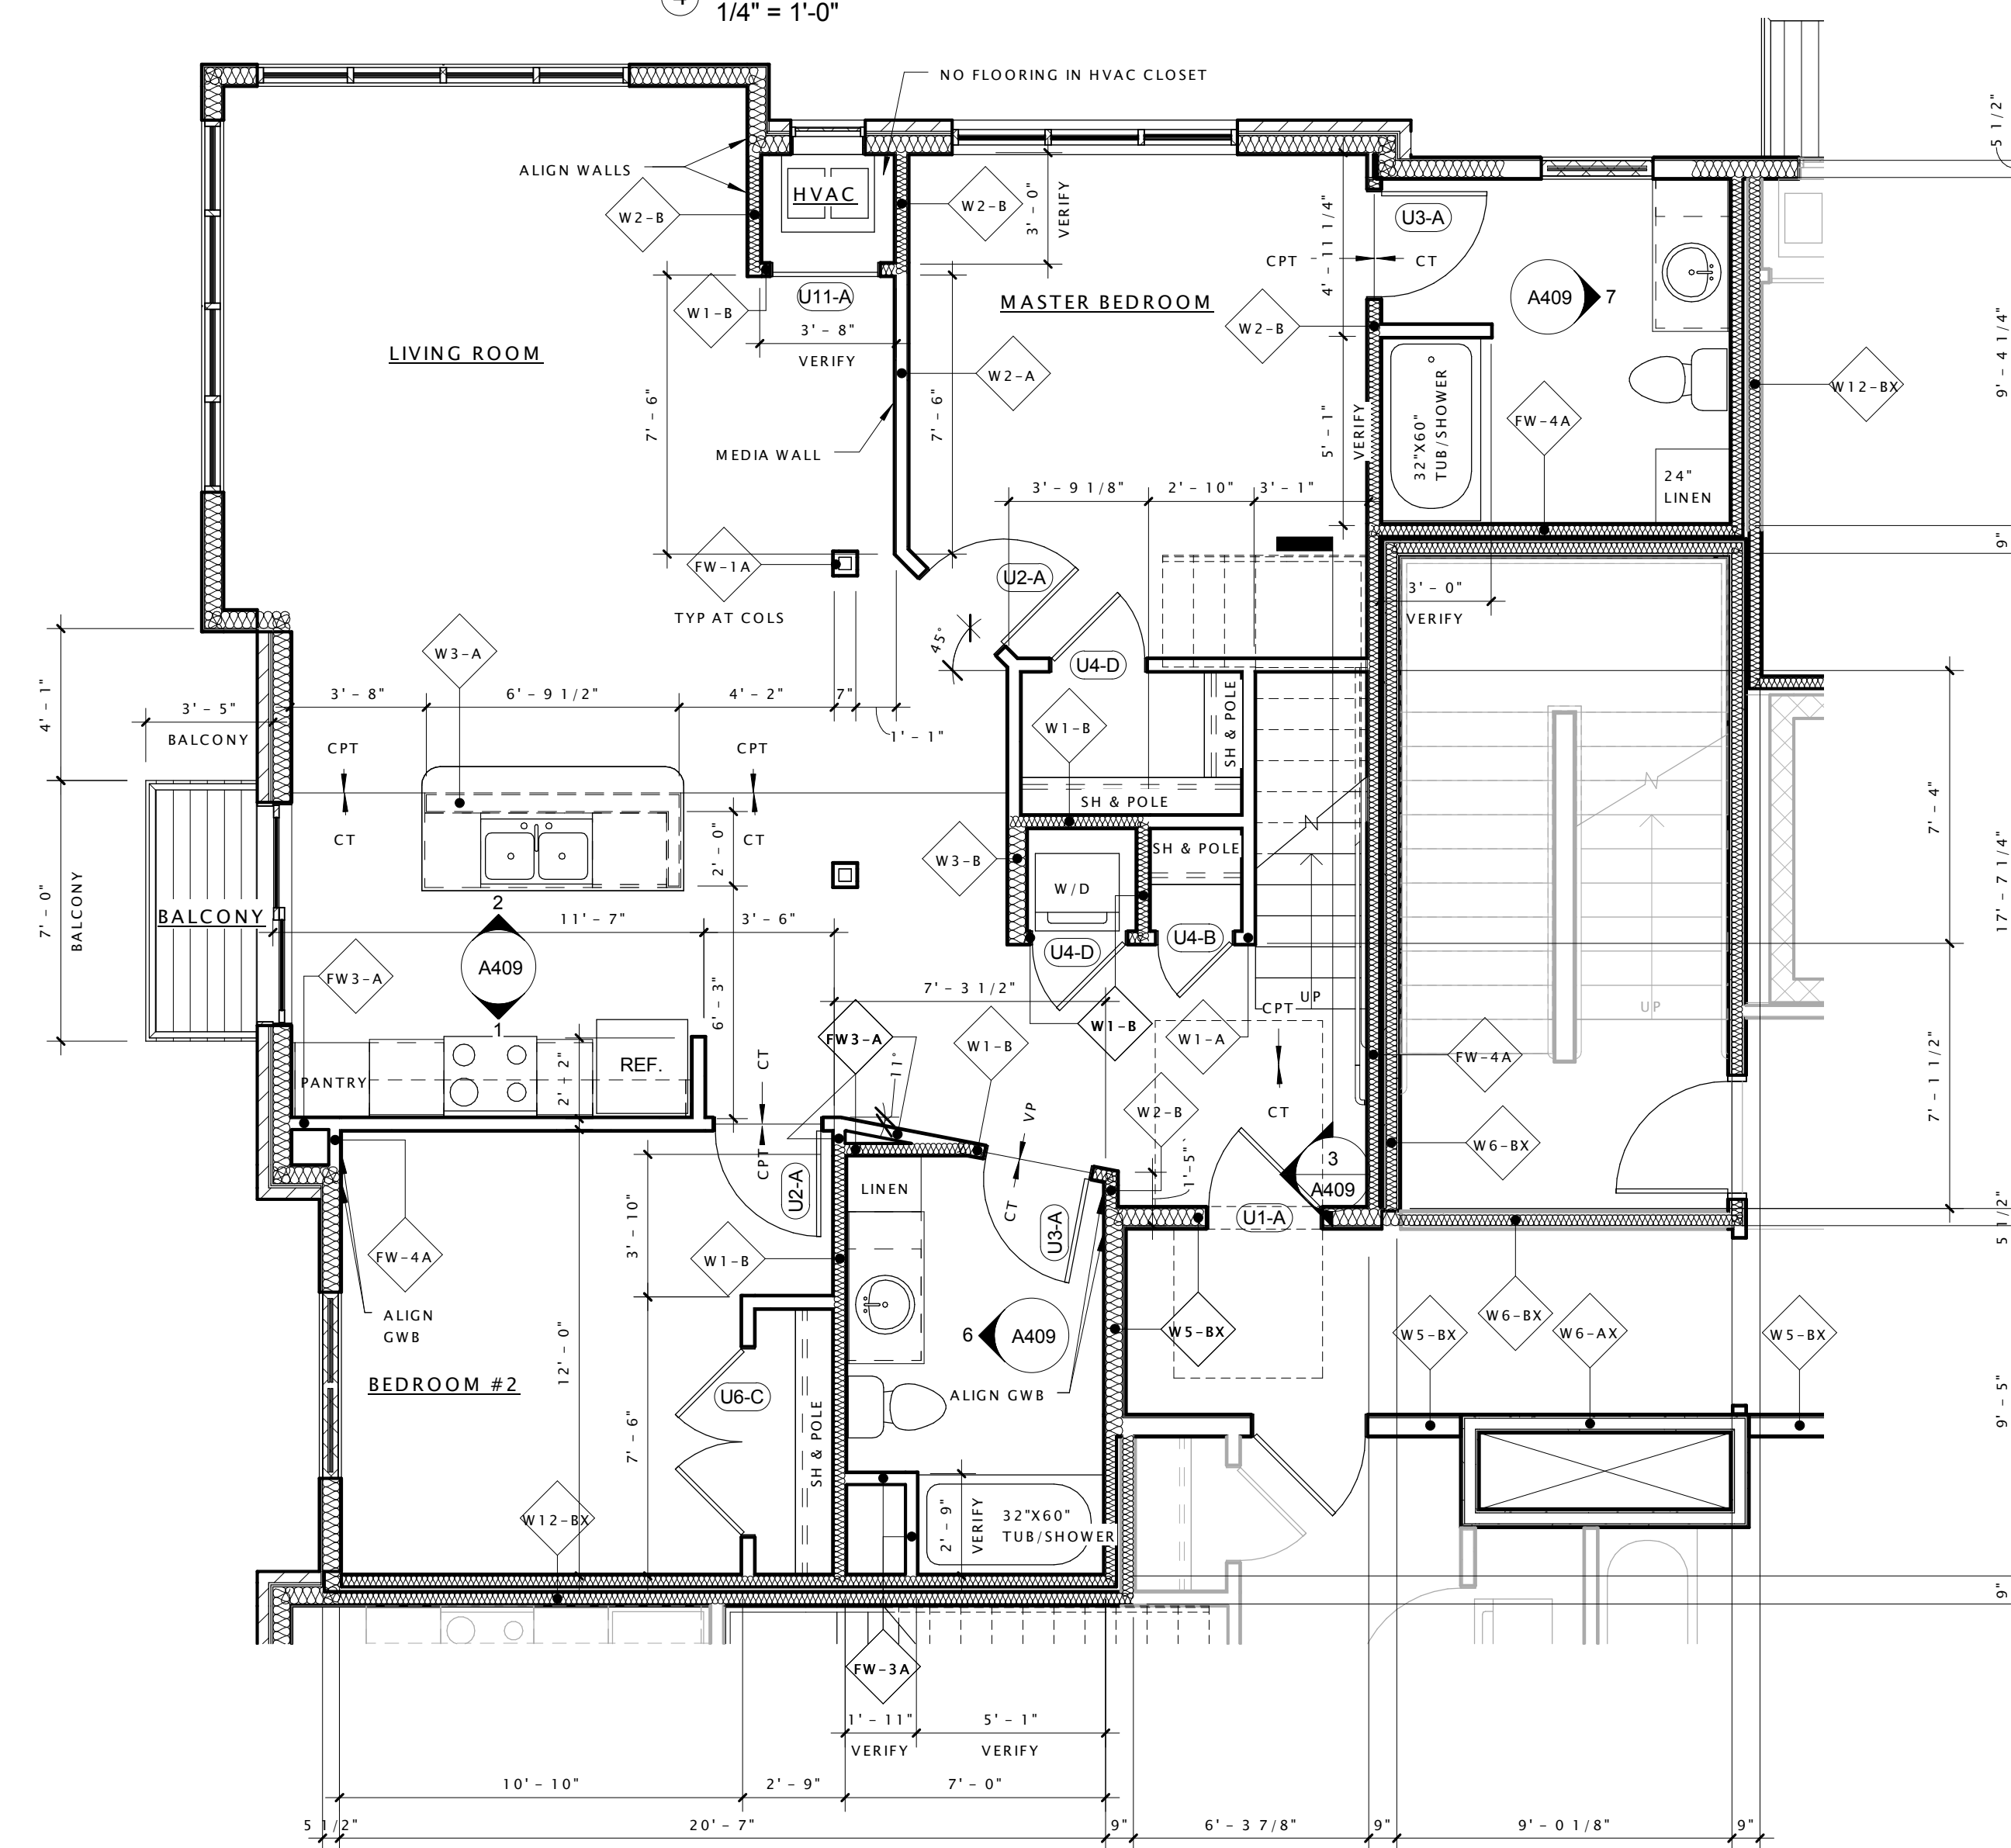 4
1/4" = 1'-0"
NO FLOORING IN HVAC CLOSET
5 1/2"
ALIGN WALLS
HVAC
W2-B
W2-B
3' - 0"
VERIFY
4' - 11 1/4"
U3-A
CPT
CT
W1-B
U11-A
3' - 8"
VERIFY
MASTER BEDROOM
W2-B
A409
7
LIVING ROOM
W2-A
9' - 4 1/4"
W12-BX
7' - 6"
7' - 6"
MEDIA WALL
5' - 1"
VERIFY
32"X60"
TUB/SHOWER
FW-4A
24"
LINEN
3' - 9 1/8"
2' - 10"
3' - 1"
9"
FW-1A
TYP AT COLS
U2-A
3' - 0"
VERIFY
45°
U4-D
W3-A
4' - 1"
3' - 5"
BALCONY
3' - 8"
6' - 9 1/2"
4' - 2"
7"
1' - 1"
W1-B
SH & POLE
SH & POLE
CPT
CT
CPT
CT
7' - 0"
BALCONY
BALCONY
2' - 0"
W3-B
W/D
SH & POLE
7' - 4"
17' - 7 1/4"
11' - 7"
3' - 6"
2
A409
1
FW3-A
U4-D
U4-B
6' - 3"
7' - 3 1/2"
UP
CPT
CT
UP
FW3-A
W1-B
W1-B
W1-A
FW-4A
PANTRY
REF.
2' - 2"
CT
CPT
11°
VP
CT
W2-B
1' - 5"
W6-BX
7' - 1 1/2"
3
A409
U2-A
LINEN
U3-A
U1-A
5 1/2"
3' - 10"
FW-4A
W1-B
ALIGN
GWB
12' - 0"
6
A409
W5-BX
W5-BX
W6-BX
W6-AX
W5-BX
BEDROOM #2
U6-C
ALIGN GWB
9' - 5"
7' - 6"
SH & POLE
W12-BX
2' - 9"
VERIFY
32"X60"
TUB/SHOWER
9"
FW-3A
1' - 11"
VERIFY
5' - 1"
VERIFY
10' - 10"
2' - 9"
7' - 0"
5 1/2"
20' - 7"
9"
6' - 3 7/8"
9"
9' - 0 1/8"
9"